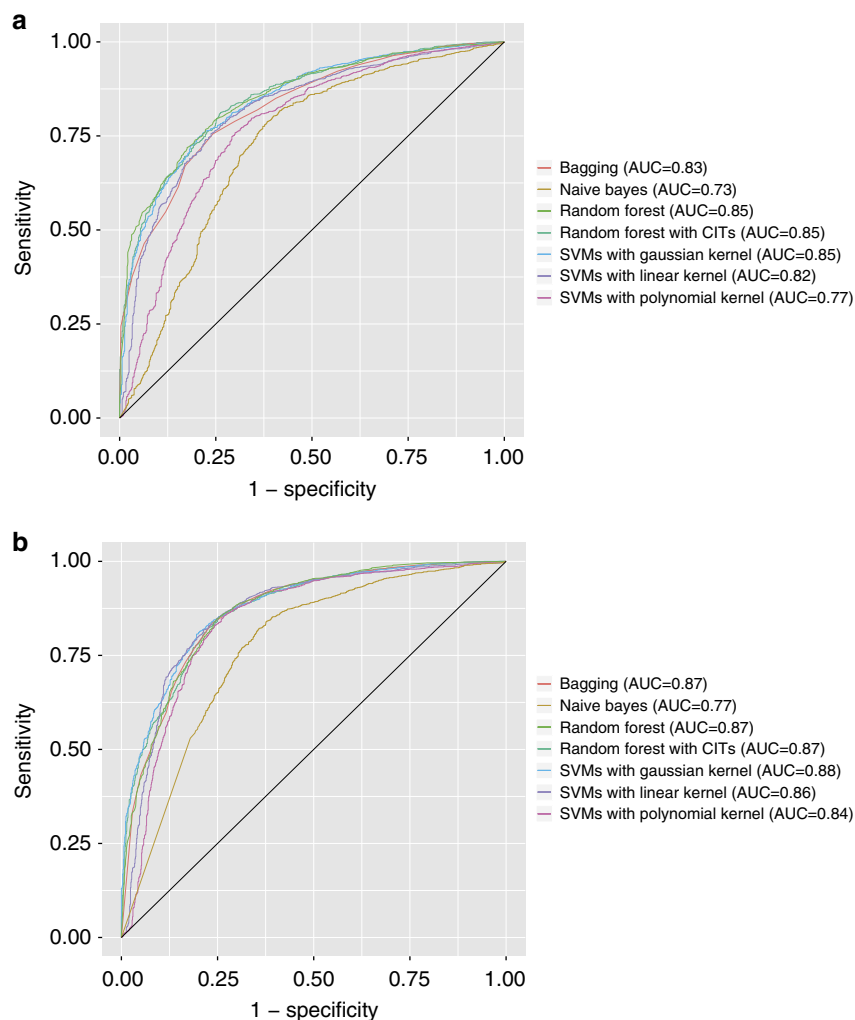 a
1.00
0.75
0.50
0.25
0.00
Sensitivity
0.00 0.25 0.50 0.75 1.00
1 – specificity
Bagging (AUC=0.83)
Naive bayes (AUC=0.73)
Random forest (AUC=0.85)
Random forest with CITs (AUC=0.85)
SVMs with gaussian kernel (AUC=0.85)
SVMs with linear kernel (AUC=0.82)
SVMs with polynomial kernel (AUC=0.77)
b
1.00
0.75
0.50
0.25
0.00
Sensitivity
0.00 0.25 0.50 0.75 1.00
1 – specificity
Bagging (AUC=0.87)
Naive bayes (AUC=0.77)
Random forest (AUC=0.87)
Random forest with CITs (AUC=0.87)
SVMs with gaussian kernel (AUC=0.88)
SVMs with linear kernel (AUC=0.86)
SVMs with polynomial kernel (AUC=0.84)